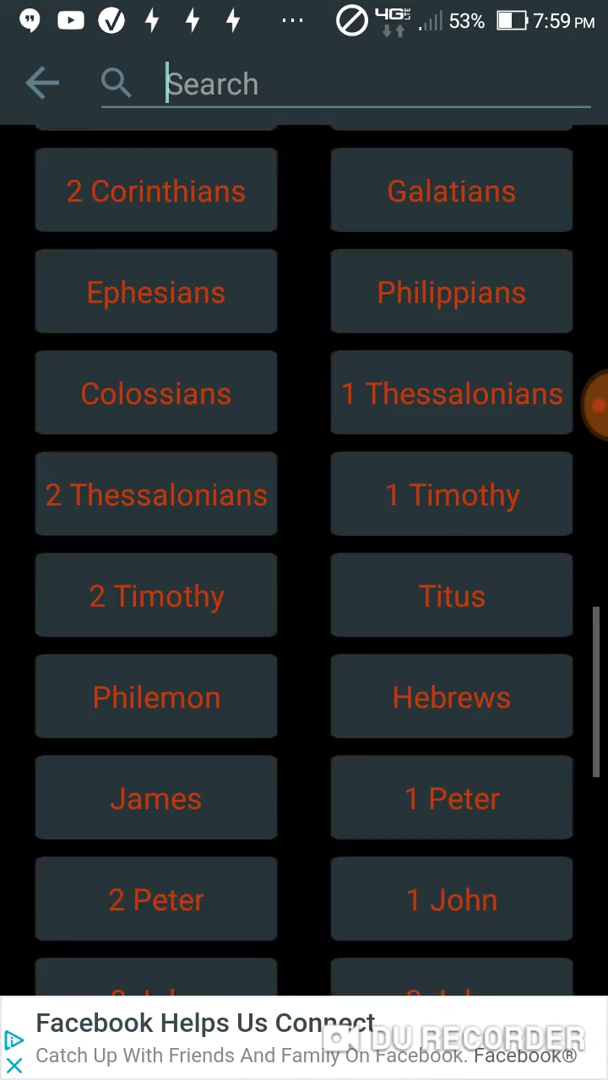 4G LTE 53% 7:59 PM
Search
2 Corinthians Galatians
Ephesians Philippians
Colossians 1 Thessalonians
2 Thessalonians 1 Timothy
2 Timothy Titus
Philemon Hebrews
James 1 Peter
2 Peter 1 John
Facebook Helps Us Connect
DU RECORDER
Catch Up With Friends And Family On Facebook. Facebook®